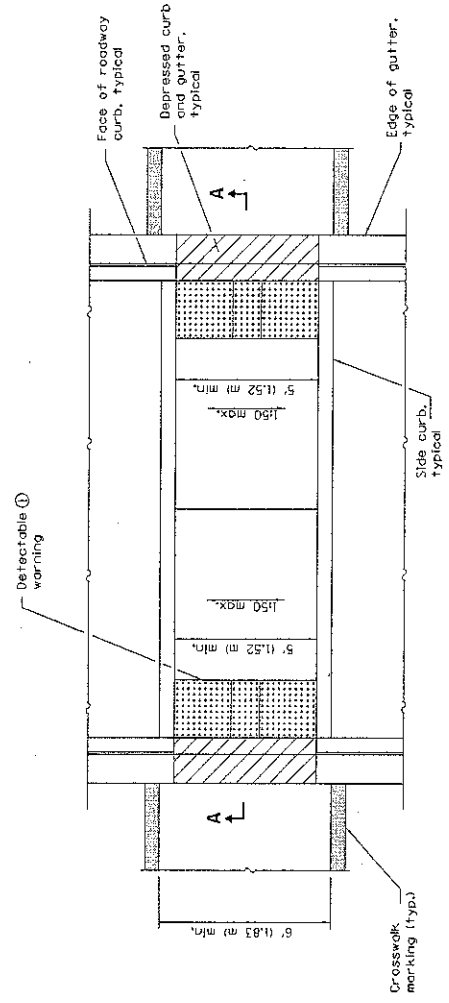 Face of roadway
curb, typical
Depressed curb
and gutter,
typical
Edge of gutter,
typical
A
A
Detectable ①
warning
5' (1.52 m) min.
1:50 max.
1:50 max.
5' (1.52 m) min.
Side curb,
typical
6' (1.83 m) min.
Crosswalk
marking (typ.)